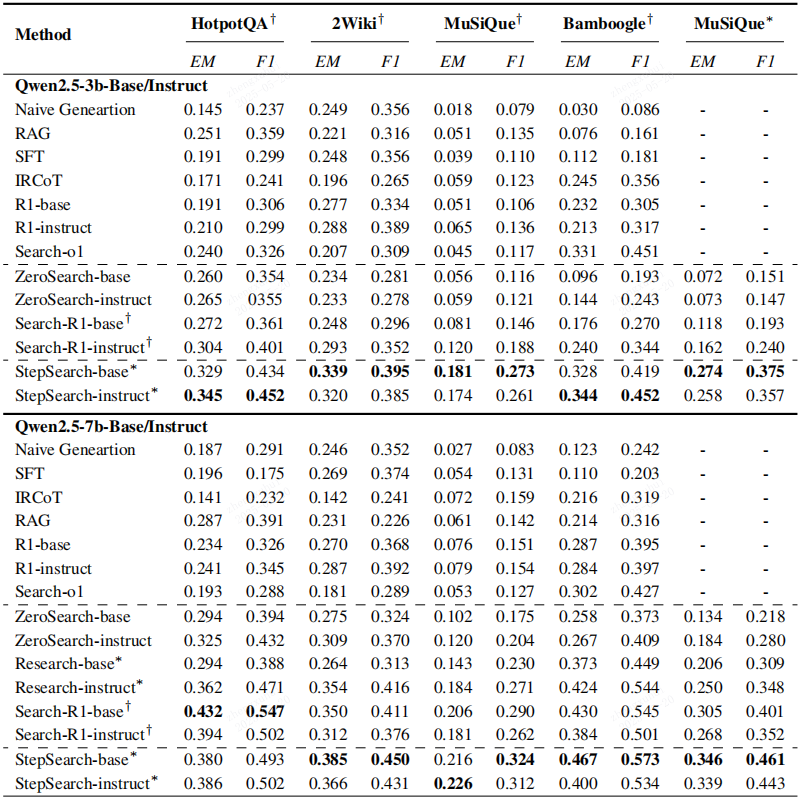 Method HotpotQA† 2Wiki† MuSiQue† Bamboogle† MuSiQue*
EM F1 EM F1 EM F1 EM F1 EM F1
Qwen2.5-3b-Base/Instruct
Naive Geneartion 0.145 0.237 0.249 0.356 0.018 0.079 0.030 0.086 - -
RAG 0.251 0.359 0.221 0.316 0.051 0.135 0.076 0.161 - -
SFT 0.191 0.299 0.248 0.356 0.039 0.110 0.112 0.181 - -
IRCoT 0.171 0.241 0.196 0.265 0.059 0.123 0.245 0.356 - -
R1-base 0.191 0.306 0.277 0.334 0.051 0.106 0.232 0.305 - -
R1-instruct 0.210 0.299 0.288 0.389 0.065 0.136 0.213 0.317 - -
Search-o1 0.240 0.326 0.207 0.309 0.045 0.117 0.331 0.451 - -
ZeroSearch-base 0.260 0.354 0.234 0.281 0.056 0.116 0.096 0.193 0.072 0.151
ZeroSearch-instruct 0.265 0355 0.233 0.278 0.059 0.121 0.144 0.243 0.073 0.147
Search-R1-base† 0.272 0.361 0.248 0.296 0.081 0.146 0.176 0.270 0.118 0.193
Search-R1-instruct† 0.304 0.401 0.293 0.352 0.120 0.188 0.240 0.344 0.162 0.240
StepSearch-base* 0.329 0.434 0.339 0.395 0.181 0.273 0.328 0.419 0.274 0.375
StepSearch-instruct* 0.345 0.452 0.320 0.385 0.174 0.261 0.344 0.452 0.258 0.357
Qwen2.5-7b-Base/Instruct
Naive Geneartion 0.187 0.291 0.246 0.352 0.027 0.083 0.123 0.242 - -
SFT 0.196 0.175 0.269 0.374 0.054 0.131 0.110 0.203 - -
IRCoT 0.141 0.232 0.142 0.241 0.072 0.159 0.216 0.319 - -
RAG 0.287 0.391 0.231 0.226 0.061 0.142 0.214 0.316 - -
R1-base 0.234 0.326 0.270 0.368 0.076 0.151 0.287 0.395 - -
R1-instruct 0.241 0.345 0.287 0.392 0.079 0.154 0.284 0.397 - -
Search-o1 0.193 0.288 0.181 0.289 0.053 0.127 0.302 0.427 - -
ZeroSearch-base 0.294 0.394 0.275 0.324 0.102 0.175 0.258 0.373 0.134 0.218
ZeroSearch-instruct 0.325 0.432 0.309 0.370 0.120 0.204 0.267 0.409 0.184 0.280
Research-base* 0.294 0.388 0.264 0.313 0.143 0.230 0.373 0.449 0.206 0.309
Research-instruct* 0.362 0.471 0.354 0.416 0.184 0.271 0.424 0.544 0.250 0.348
Search-R1-base† 0.432 0.547 0.350 0.411 0.206 0.290 0.430 0.545 0.305 0.401
Search-R1-instruct† 0.394 0.502 0.312 0.376 0.181 0.262 0.384 0.501 0.268 0.352
StepSearch-base* 0.380 0.493 0.385 0.450 0.216 0.324 0.467 0.573 0.346 0.461
StepSearch-instruct* 0.386 0.502 0.366 0.431 0.226 0.312 0.400 0.534 0.339 0.443